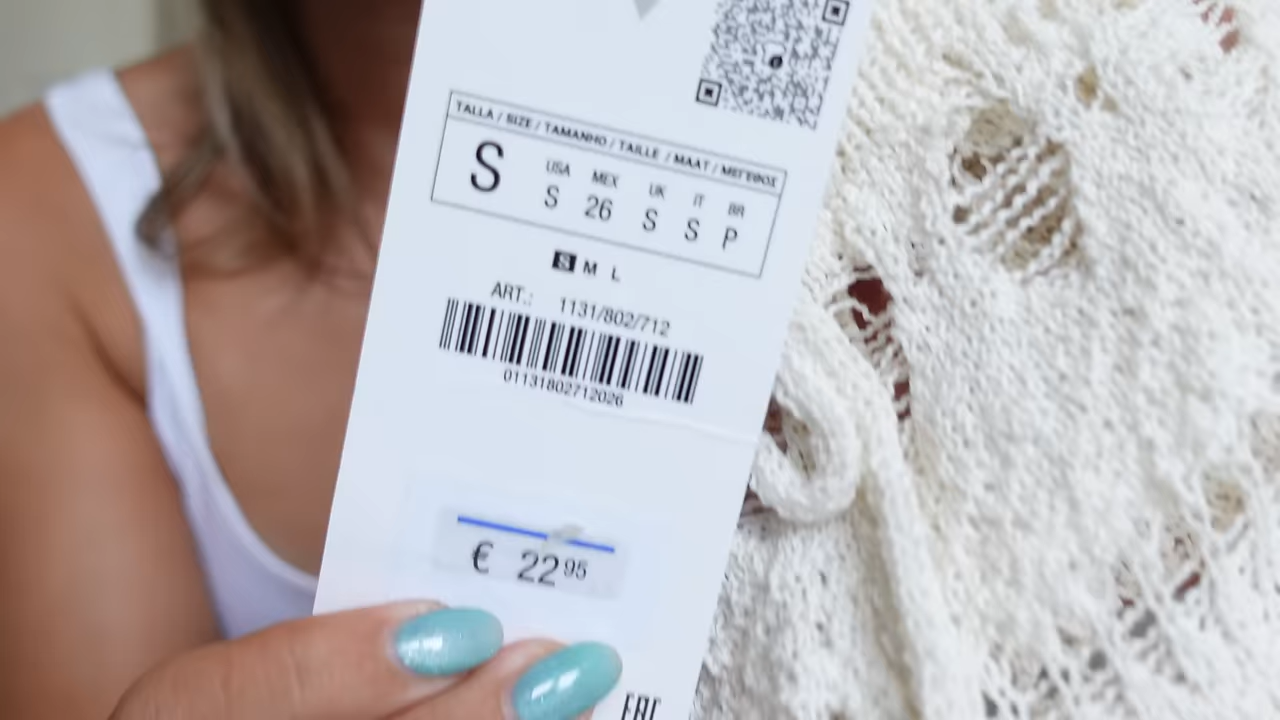 TALLA / SIZE / TAMANHO / TAILLE / MAAT / ΜΕΓΕΘΟΣ
S
USA MEX UK IT BR
S 26 S S P
S M L
ART.: 1131/802/712
01131802712026
€ 22 95
EAC